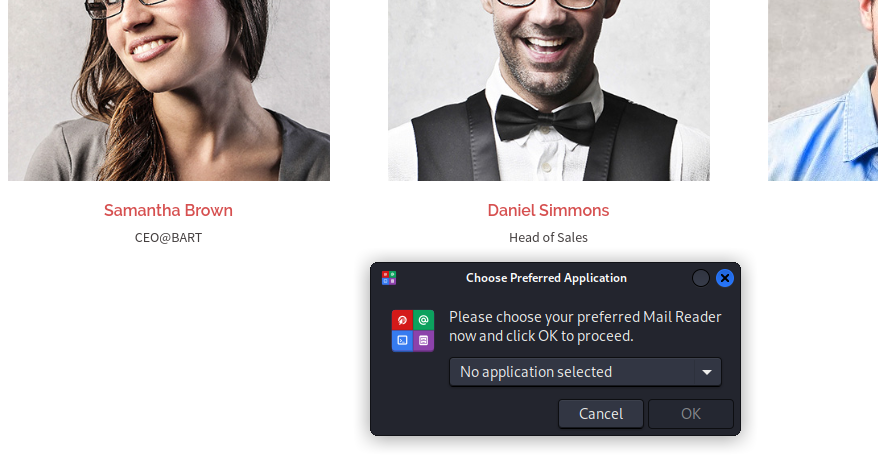 Samantha Brown
CEO@BART
Daniel Simmons
Head of Sales
Choose Preferred Application
Please choose your preferred Mail Reader
now and click OK to proceed.
No application selected
Cancel
OK